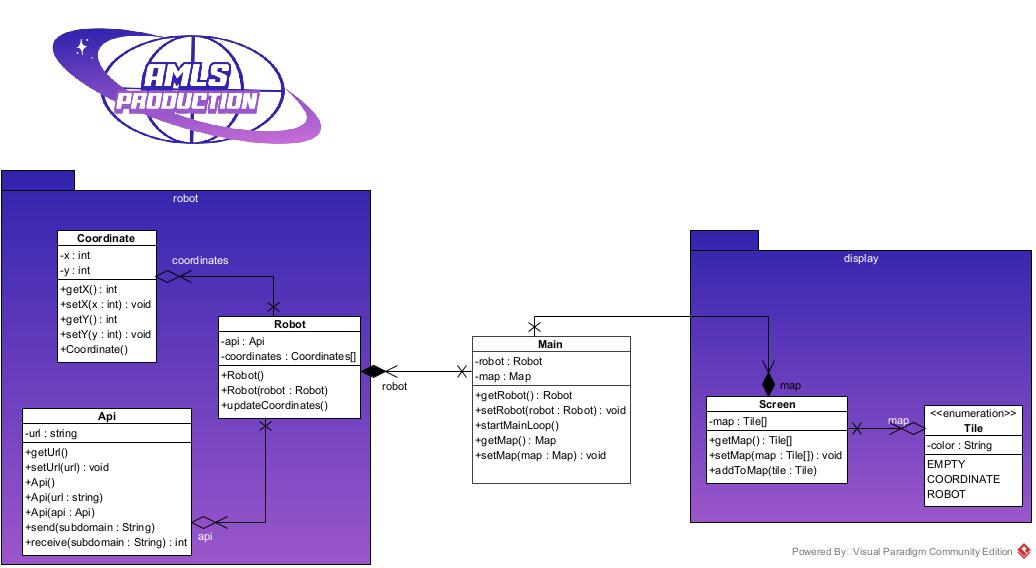 AMLS
PRODUCTION
robot
Coordinate
-x : int
-y : int
+getX() : int
+setX(x : int) : void
+getY() : int
+setY(y : int) : void
+Coordinate()
coordinates
Robot
-api : Api
-coordinates : Coordinates[]
+Robot()
+Robot(robot : Robot)
+updateCoordinates()
Api
-url : string
+getUrl()
+setUrl(url) : void
+Api()
+Api(url : string)
+Api(api : Api)
+send(subdomain : String)
+receive(subdomain : String) : int
api
robot
Main
-robot : Robot
-map : Map
+getRobot() : Robot
+setRobot(robot : Robot) : void
+startMainLoop()
+getMap() : Map
+setMap(map : Map) : void
display
map
Screen
-map : Tile[]
+getMap() : Tile[]
+setMap(map : Tile[]) : void
+addToMap(tile : Tile)
map
<<enumeration>>
Tile
-color : String
EMPTY
COORDINATE
ROBOT
Powered By Visual Paradigm Community Edition